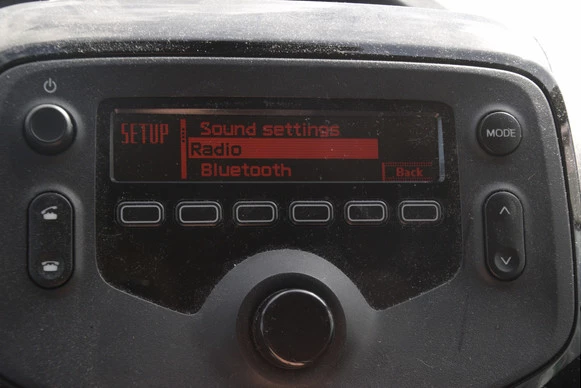 SETUP
Sound settings
Radio
Bluetooth
Back
MODE